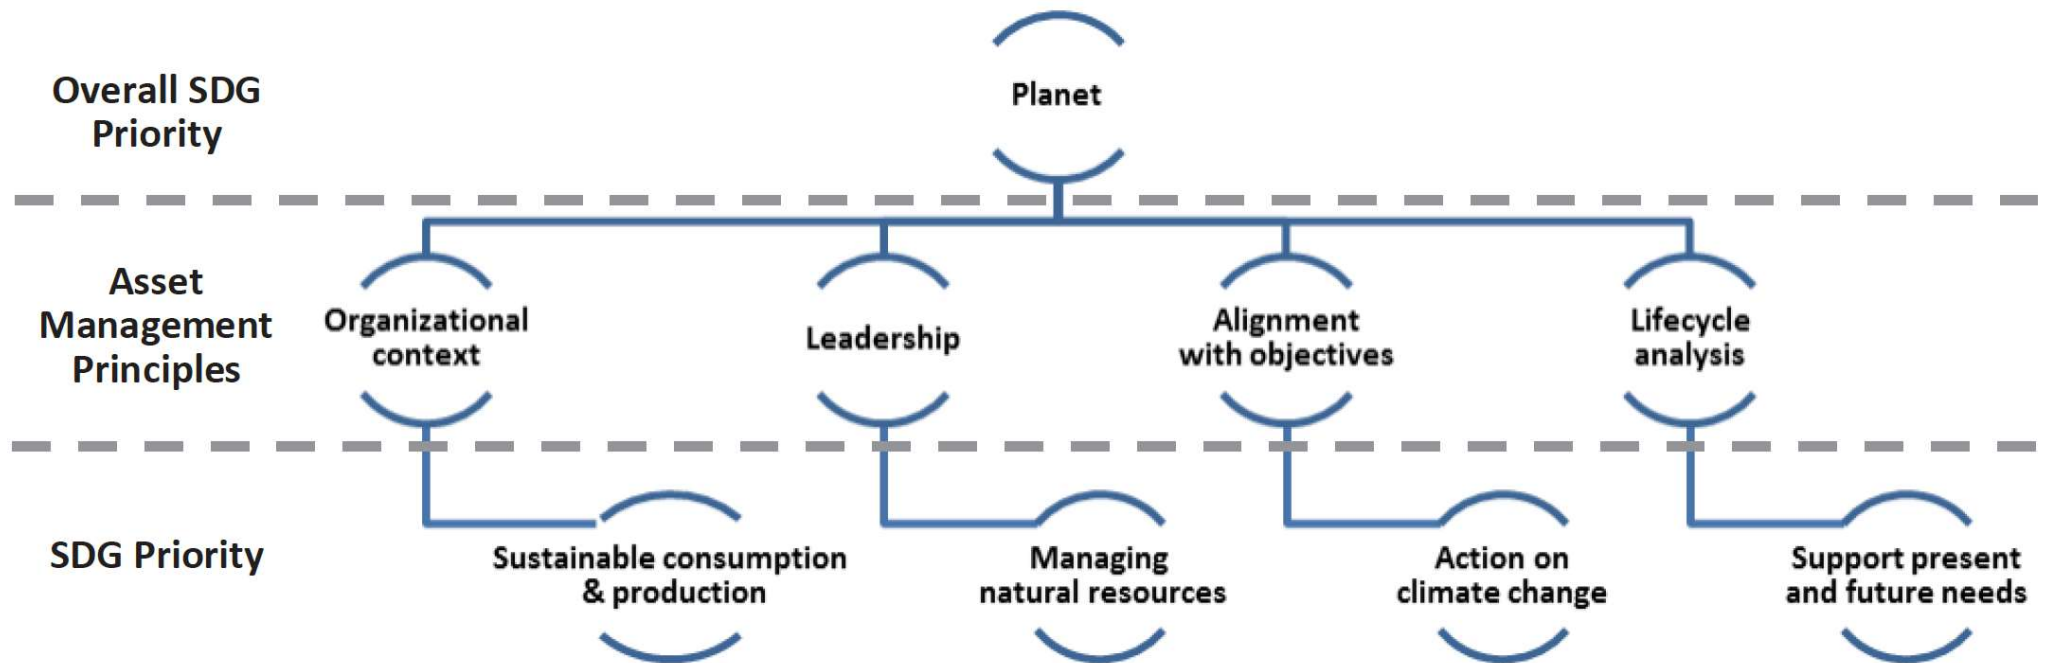 Overall SDG
Priority
Planet
Asset
Management
Principles
Organizational
context
Leadership
Alignment
with objectives
Lifecycle
analysis
SDG Priority
Sustainable consumption
& production
Managing
natural resources
Action on
climate change
Support present
and future needs